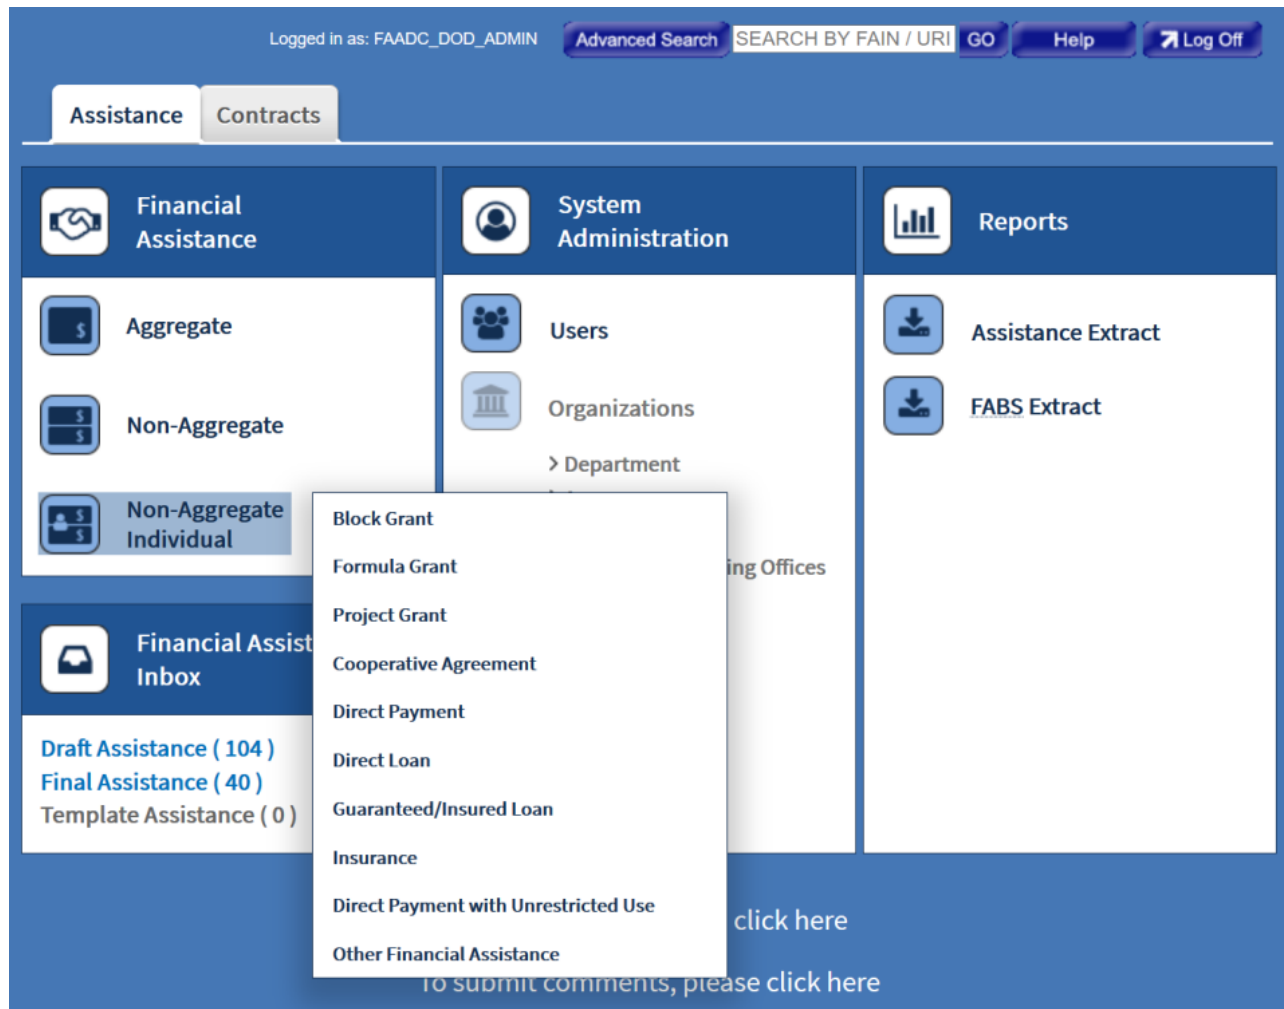 Logged in as: FAADC_DOD_ADMIN
Advanced Search
SEARCH BY FAIN / URI
GO
Help
Log Off
Assistance
Contracts
Financial
Assistance
Aggregate
Non-Aggregate
Non-Aggregate
Individual
System
Administration
Users
Organizations
> Department
ing Offices
Reports
Assistance Extract
FABS Extract
Block Grant
Formula Grant
Project Grant
Cooperative Agreement
Direct Payment
Direct Loan
Guaranteed/Insured Loan
Insurance
Direct Payment with Unrestricted Use
Other Financial Assistance
Financial Assist
Inbox
Draft Assistance ( 104 )
Final Assistance ( 40 )
Template Assistance ( 0 )
click here
To submit comments, please click here